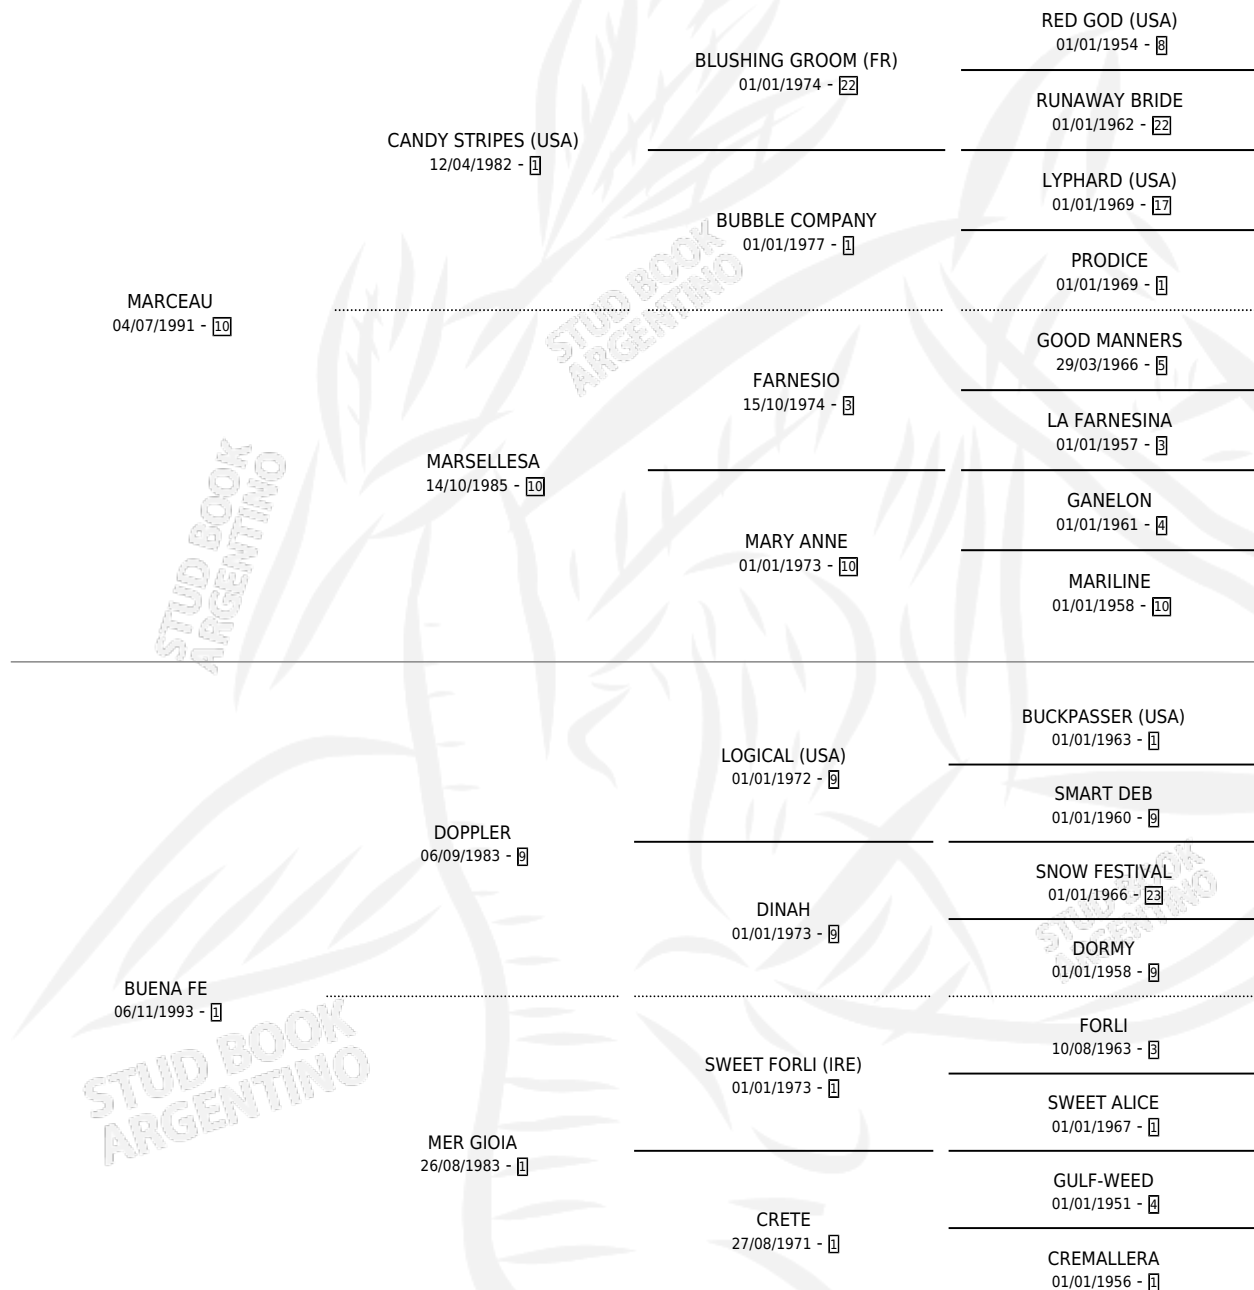 RED GOD (USA)
01/01/1954 - 8
BLUSHING GROOM (FR)
01/01/1974 - 22
RUNAWAY BRIDE
01/01/1962 - 22
CANDY STRIPES (USA)
12/04/1982 - 1
LYPHARD (USA)
01/01/1969 - 17
BUBBLE COMPANY
01/01/1977 - 1
PRODICE
01/01/1969 - 1
MARCEAU
04/07/1991 - 10
GOOD MANNERS
29/03/1966 - 5
FARNESIO
15/10/1974 - 3
LA FARNESINA
01/01/1957 - 3
MARSELLESA
14/10/1985 - 10
GANELON
01/01/1961 - 4
MARY ANNE
01/01/1973 - 10
MARILINE
01/01/1958 - 10
BUCKPASSER (USA)
01/01/1963 - 1
LOGICAL (USA)
01/01/1972 - 9
SMART DEB
01/01/1960 - 9
DOPPLER
06/09/1983 - 9
SNOW FESTIVAL
01/01/1966 - 23
DINAH
01/01/1973 - 9
DORMY
01/01/1958 - 9
BUENA FE
06/11/1993 - 1
FORLI
10/08/1963 - 3
SWEET FORLI (IRE)
01/01/1973 - 1
SWEET ALICE
01/01/1967 - 1
MER GIOIA
26/08/1983 - 1
GULF-WEED
01/01/1951 - 4
CRETE
27/08/1971 - 1
CREMALLERA
01/01/1956 - 1
STUD BOOK
ARGENTINO
STUD BOOK
ARGENTINO
STUD BOOK
ARGENTINO
STUD BOOK
ARGENTINO